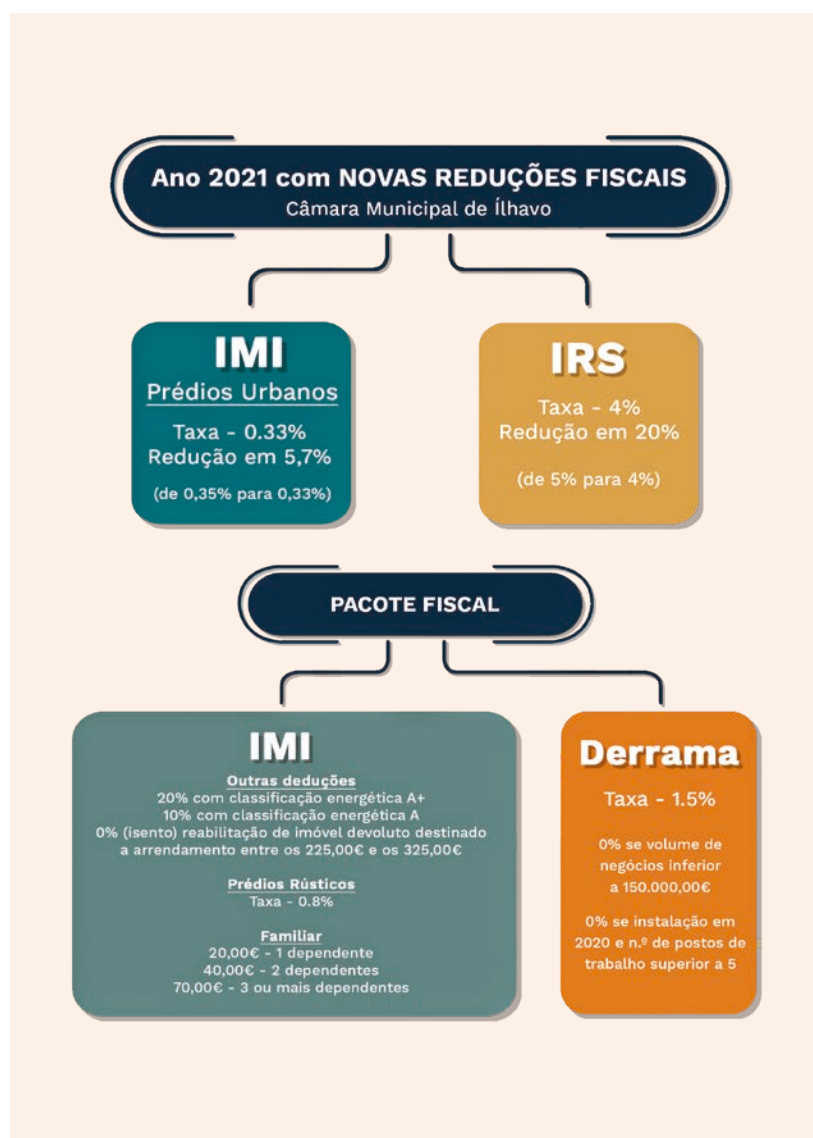 Ano 2021 com NOVAS REDUÇÕES FISCAIS
Câmara Municipal de Ílhavo
IMI
Prédios Urbanos
Taxa - 0.33%
Redução em 5,7%
(de 0,35% para 0,33%)
IRS
Taxa - 4%
Redução em 20%
(de 5% para 4%)
PACOTE FISCAL
IMI
Outras deduções
20% com classificação energética A+
10% com classificação energética A
0% (isento) reabilitação de imóvel devoluto destinado
a arrendamento entre os 225,00€ e os 325,00€
Prédios Rústicos
Taxa - 0.8%
Familiar
20,00€ - 1 dependente
40,00€ - 2 dependentes
70,00€ - 3 ou mais dependentes
Derrama
Taxa - 1.5%
0% se volume de
negócios inferior
a 150.000,00€
0% se instalação em
2020 e n.º de postos de
trabalho superior a 5